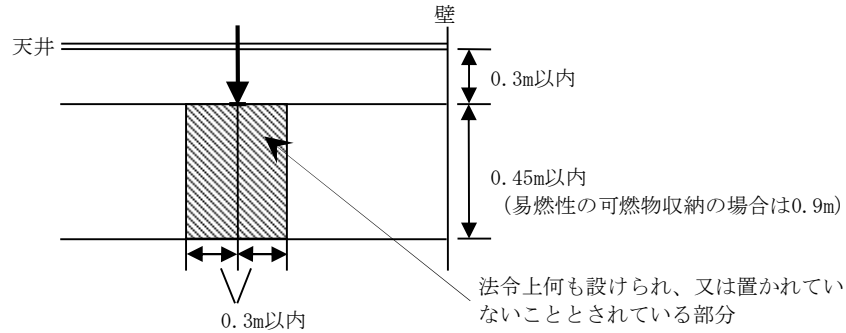 壁
天井
0.3m以内
0.45m以内
（易燃性の可燃物収納の場合は0.9m）
法令上何も設けられ、又は置かれてい
ないこととされている部分
0.3m以内